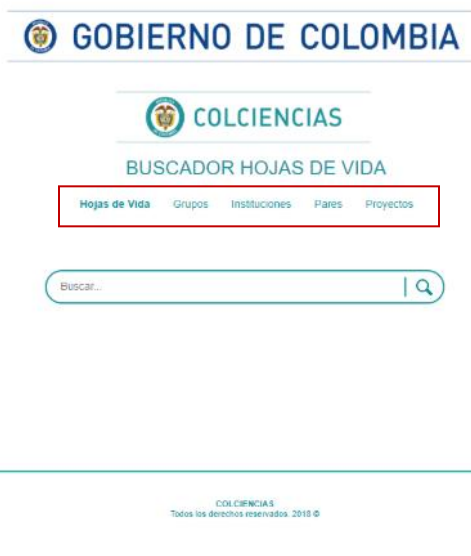 GOBIERNO DE COLOMBIA
COLCIENCIAS
BUSCADOR HOJAS DE VIDA
Hojas de Vida Grupos Instituciones Pares Proyectos
Buscar...
COLCIENCIAS
Todos los derechos reservados. 2018 ©